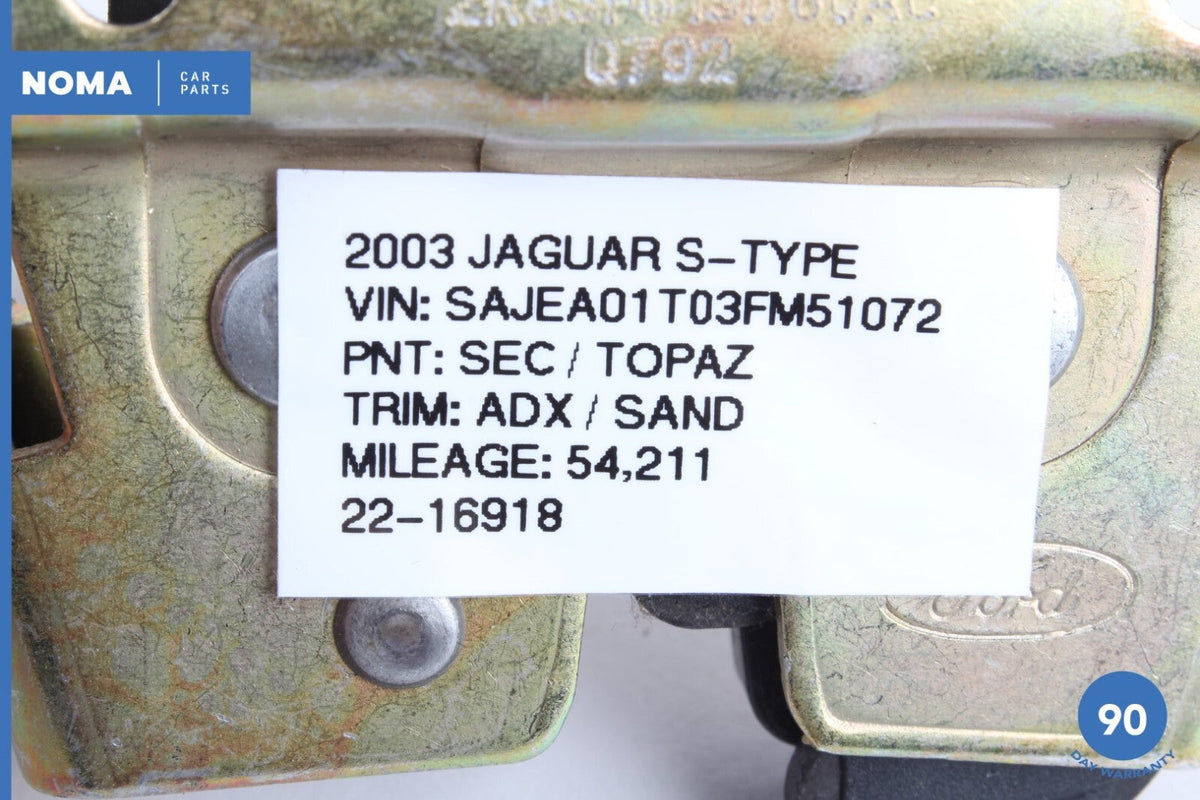 Q792
NOMA
CAR
PARTS
2003 JAGUAR S-TYPE
VIN: SAJEA01T03FM51072
PNT: SEC / TOPAZ
TRIM: ADX / SAND
MILEAGE: 54,211
22-16918
Ford
90
DAY WARRANTY